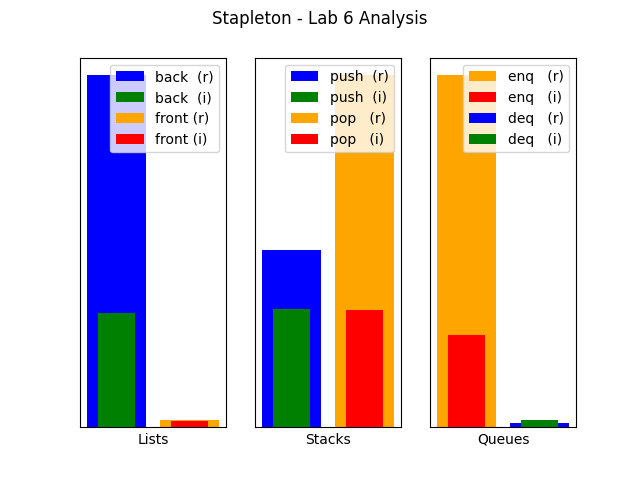 Stapleton - Lab 6 Analysis
back  (r)
back  (i)
front (r)
front (i)
push  (r)
push  (i)
pop   (r)
pop   (i)
enq   (r)
enq   (i)
deq   (r)
deq   (i)
Lists
Stacks
Queues